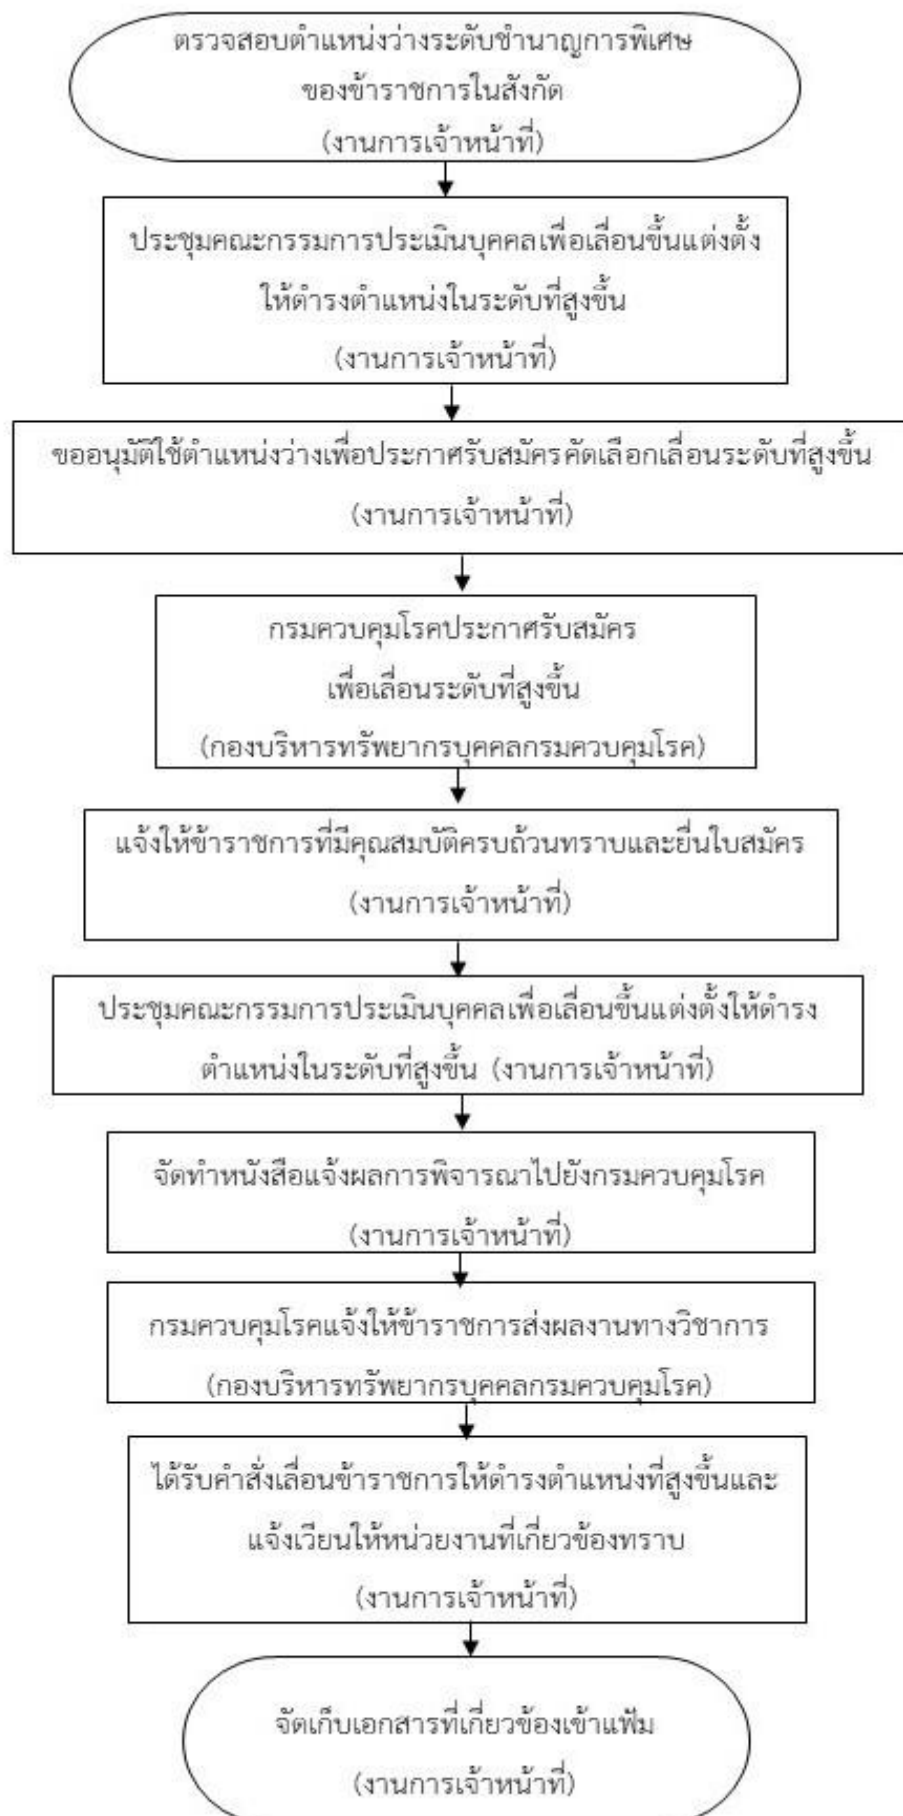 ตรวจสอบตำแหน่งว่างระดับชำนาญการพิเศษ
ของข้าราชการในสังกัด
(งานการเจ้าหน้าที่)
ประชุมคณะกรรมการประเมินบุคคลเพื่อเลื่อนขึ้นแต่งตั้ง
ให้ดำรงตำแหน่งในระดับที่สูงขึ้น
(งานการเจ้าหน้าที่)
ขออนุมัติใช้ตำแหน่งว่างเพื่อประกาศรับสมัครคัดเลือกเลื่อนระดับที่สูงขึ้น
(งานการเจ้าหน้าที่)
กรมควบคุมโรคประกาศรับสมัคร
เพื่อเลื่อนระดับที่สูงขึ้น
(กองบริหารทรัพยากรบุคคลกรมควบคุมโรค)
แจ้งให้ข้าราชการที่มีคุณสมบัติครบถ้วนทราบและยื่นใบสมัคร
(งานการเจ้าหน้าที่)
ประชุมคณะกรรมการประเมินบุคคลเพื่อเลื่อนขึ้นแต่งตั้งให้ดำรง
ตำแหน่งในระดับที่สูงขึ้น (งานการเจ้าหน้าที่)
จัดทำหนังสือแจ้งผลการพิจารณาไปยังกรมควบคุมโรค
(งานการเจ้าหน้าที่)
กรมควบคุมโรคแจ้งให้ข้าราชการส่งผลงานทางวิชาการ
(กองบริหารทรัพยากรบุคคลกรมควบคุมโรค)
ได้รับคำสั่งเลื่อนข้าราชการให้ดำรงตำแหน่งที่สูงขึ้นและ
แจ้งเวียนให้หน่วยงานที่เกี่ยวข้องทราบ
(งานการเจ้าหน้าที่)
จัดเก็บเอกสารที่เกี่ยวข้องเข้าแฟ้ม
(งานการเจ้าหน้าที่)